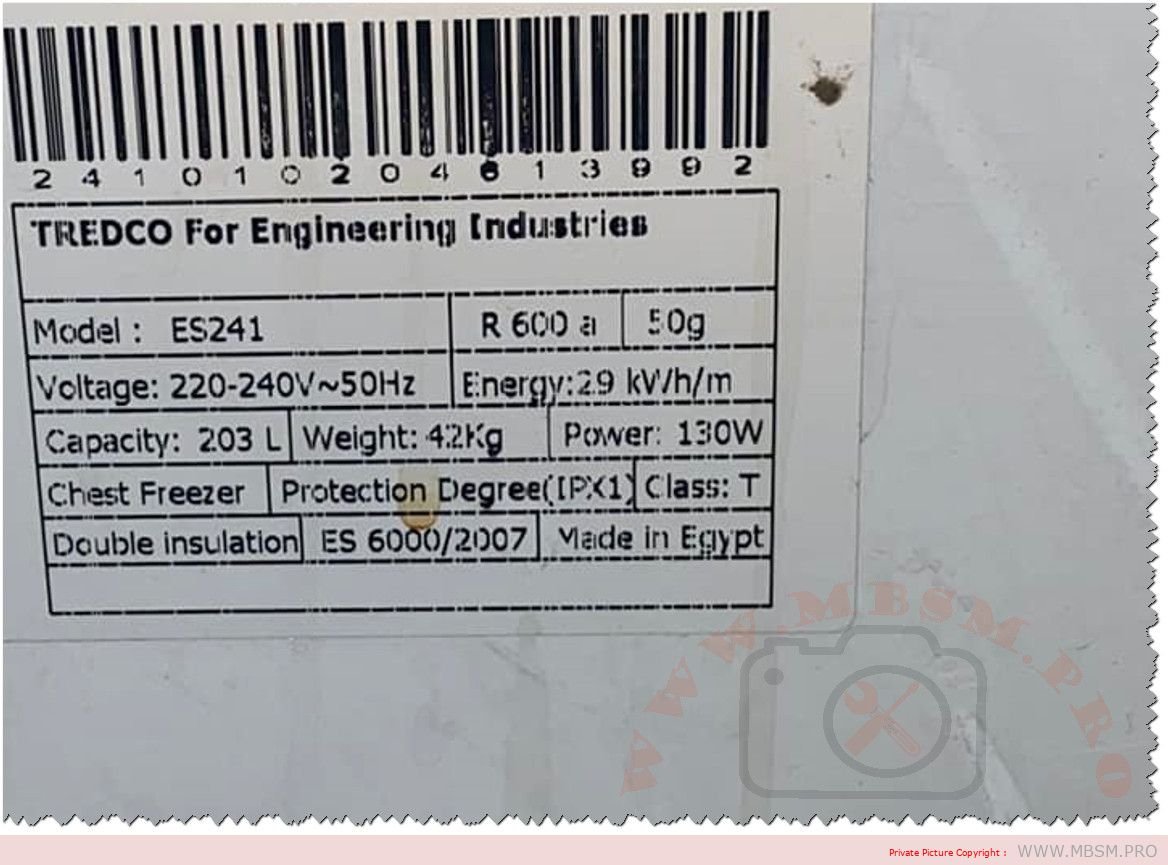 2 4 1 0 1 0 2 0 4 6 1 3 9 9 2
TREDCO For Engineering Industries
Model : ES241 R 600 a 50g
Voltage: 220-240V~50Hz Energy:29 kW/h/m
Capacity: 203 L Weight: 42Kg Power: 130W
Chest Freezer Protection Degree(IPX1) Class: T
Double insulation ES 6000/2007 Made in Egypt
WWW.MBSM.PRO
Private Picture Copyright : WWW.MBSM.PRO